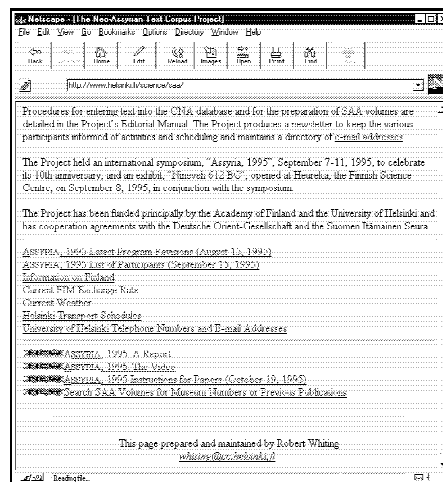 Netscape - [The Neo-Assyrian Text Corpus Project]
File Edit View Go Bookmarks Options Directory Window Help
Back Home Edit Reload Images Open Print Find
http://www.helsinki.fi/science/saa/
Procedures for entering text into the CNA database and for the preparation of SAA volumes are
detailed in the Project's Editorial Manual. The Project produces a newsletter to keep the various
participants informed of activities and scheduling and maintains a directory of e-mail addresses
The Project held an international symposium, "Assyria, 1995", September 7-11, 1995, to celebrate
its 10th anniversary, and an exhibit, "Nineveh 612 BC", opened at Heureka, the Finnish Science
Centre, on September 8, 1995, in conjunction with the symposium.
The Project has been funded principally by the Academy of Finland and the University of Helsinki and
has cooperation agreements with the Deutsche Orient-Gesellschaft and the Suomen Itämainen Seura
ASSYRIA, 1995 Latest Program Revisions (August 15, 1995)
ASSYRIA, 1995 List of Participants (September 15, 1995)
Information on Finland
Current FIM Exchange Rate
Current Weather
Helsinki Transport Schedules
University of Helsinki Telephone Numbers and E-mail Addresses
ASSYRIA, 1995 A Report
ASSYRIA, 1995 The Video
ASSYRIA, 1995 Instructions for Papers (October 19, 1995)
Search SAA Volumes for Museum Numbers or Previous Publications
This page prepared and maintained by Robert Whiting
whiting@cc.helsinki.fi
Reading file...